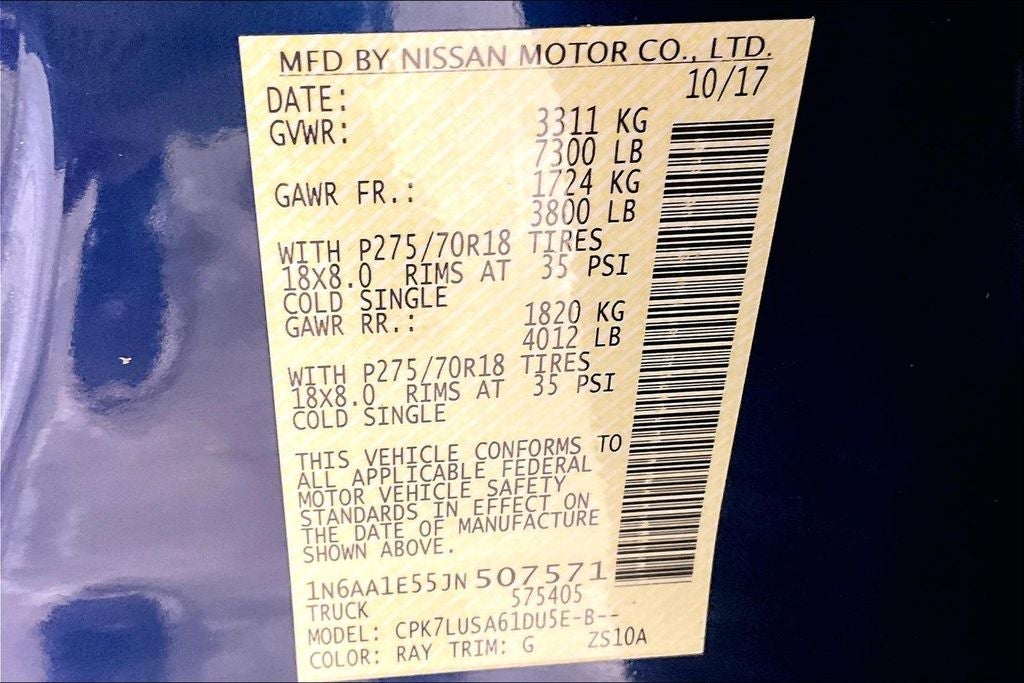 MFD BY NISSAN MOTOR CO., LTD.
DATE: 10/17
GVWR: 3311 KG
7300 LB
GAWR FR.: 1724 KG
3800 LB
WITH P275/70R18 TIRES
18X8.0 RIMS AT 35 PSI
COLD SINGLE
GAWR RR.: 1820 KG
4012 LB
WITH P275/70R18 TIRES
18X8.0 RIMS AT 35 PSI
COLD SINGLE
THIS VEHICLE CONFORMS TO
ALL APPLICABLE FEDERAL
MOTOR VEHICLE SAFETY
STANDARDS IN EFFECT ON
THE DATE OF MANUFACTURE
SHOWN ABOVE.
1N6AA1E55JN507571
TRUCK 575405
MODEL: CPK7LUSA61DU5E-B--
COLOR: RAY TRIM: G ZS10A